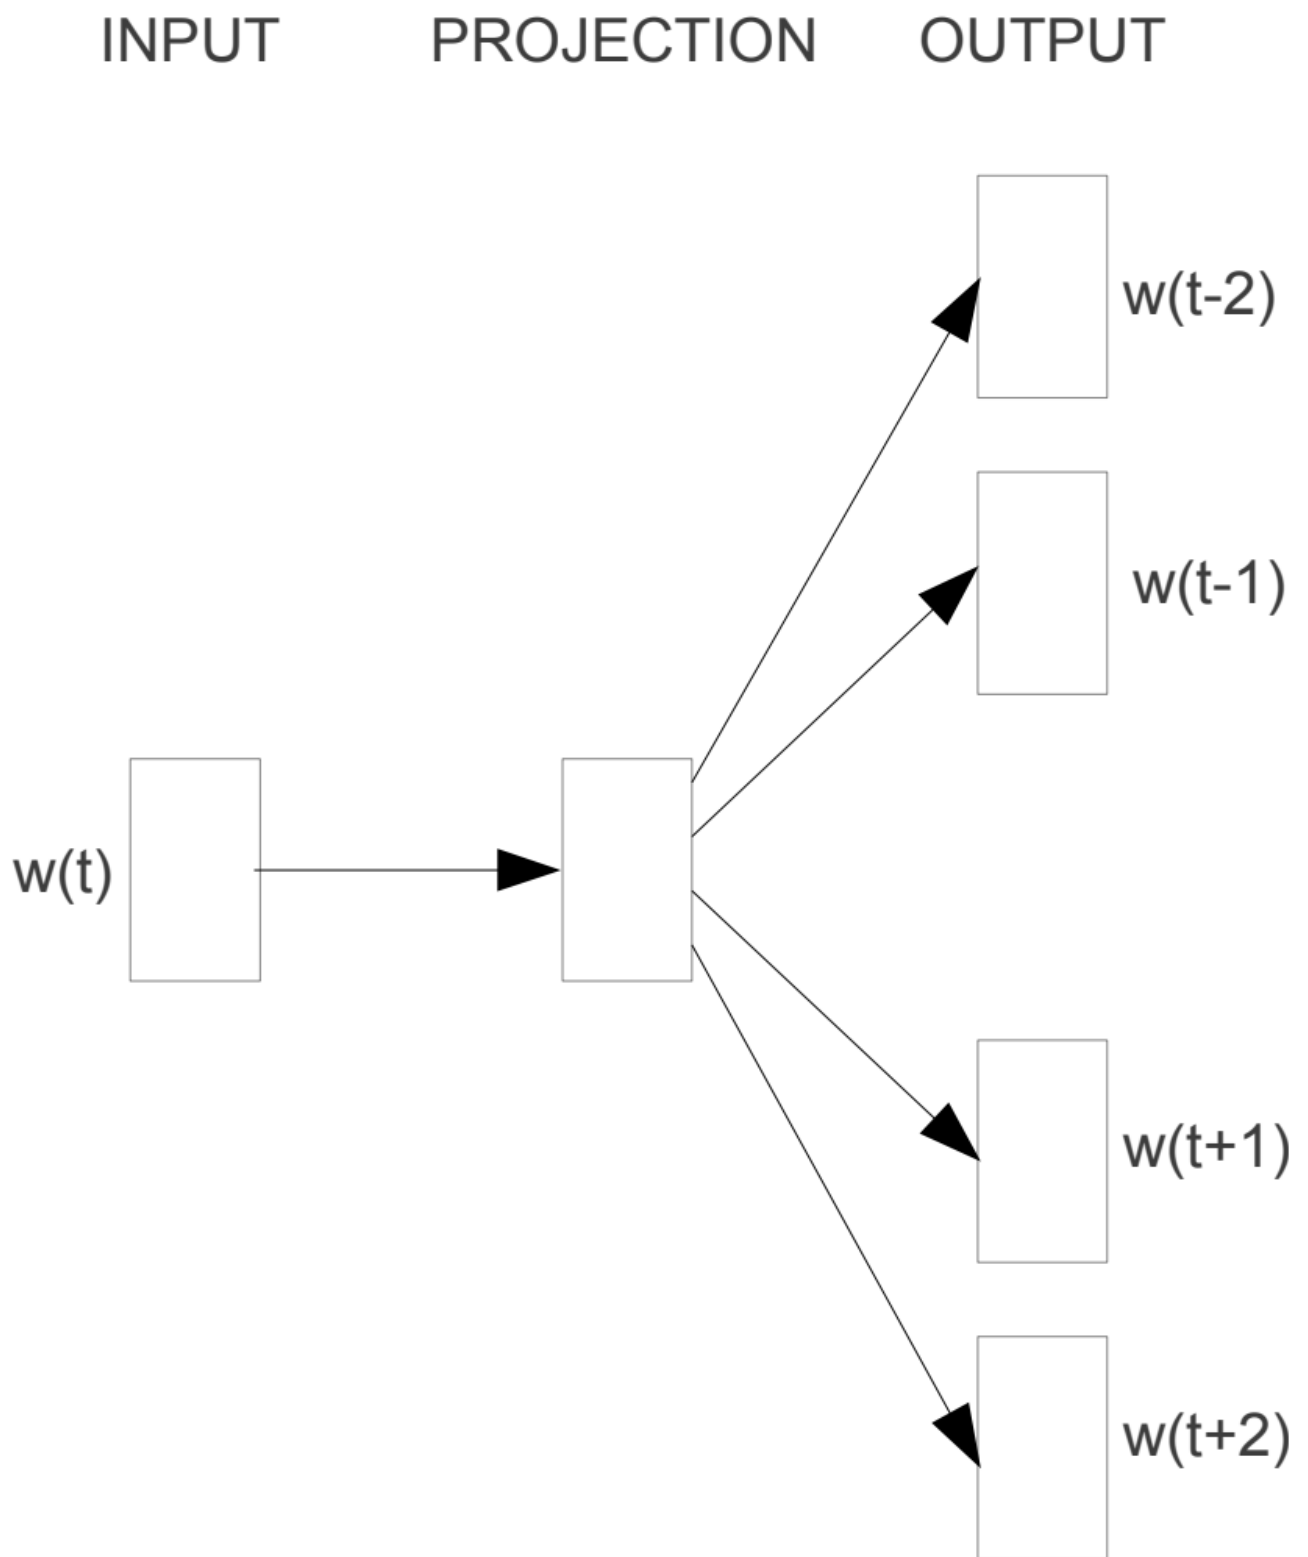 INPUT PROJECTION OUTPUT
w(t-2)
w(t-1)
w(t)
w(t+1)
w(t+2)